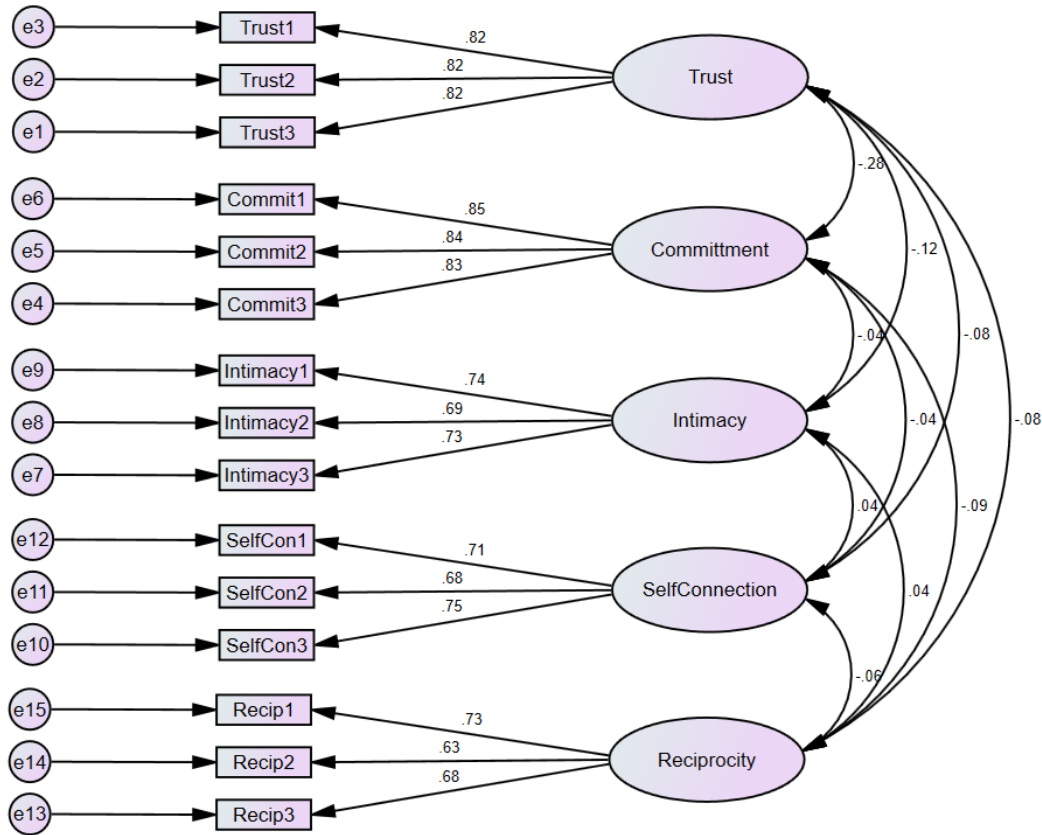 e3
Trust1
.82
Trust
e2
Trust2
.82
e1
Trust3
.82
-.28
e6
Commit1
.85
Committment
-.12
e5
Commit2
.84
e4
Commit3
.83
-.04
-.08
e9
Intimacy1
.74
Intimacy
-.04
-.08
e8
Intimacy2
.69
e7
Intimacy3
.73
.04
-.09
e12
SelfCon1
.71
SelfConnection
.04
e11
SelfCon2
.68
e10
SelfCon3
.75
-.06
e15
Recip1
.73
Reciprocity
e14
Recip2
.63
e13
Recip3
.68